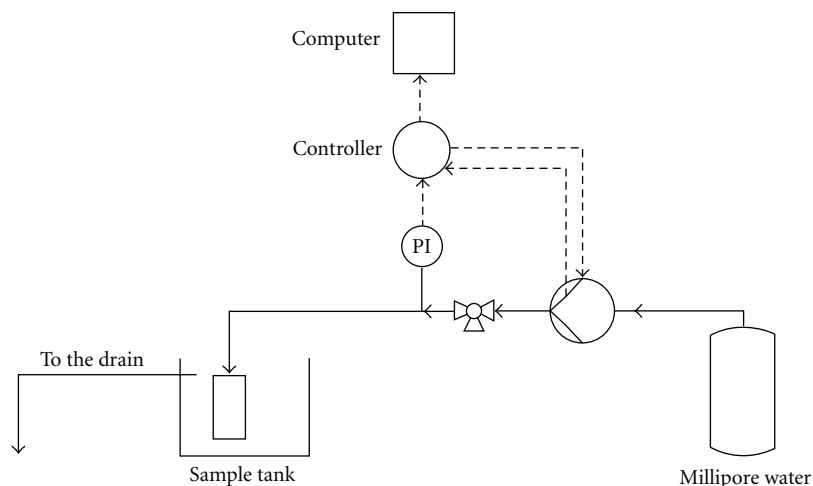 Computer
Controller
PI
To the drain
Sample tank
Millipore water